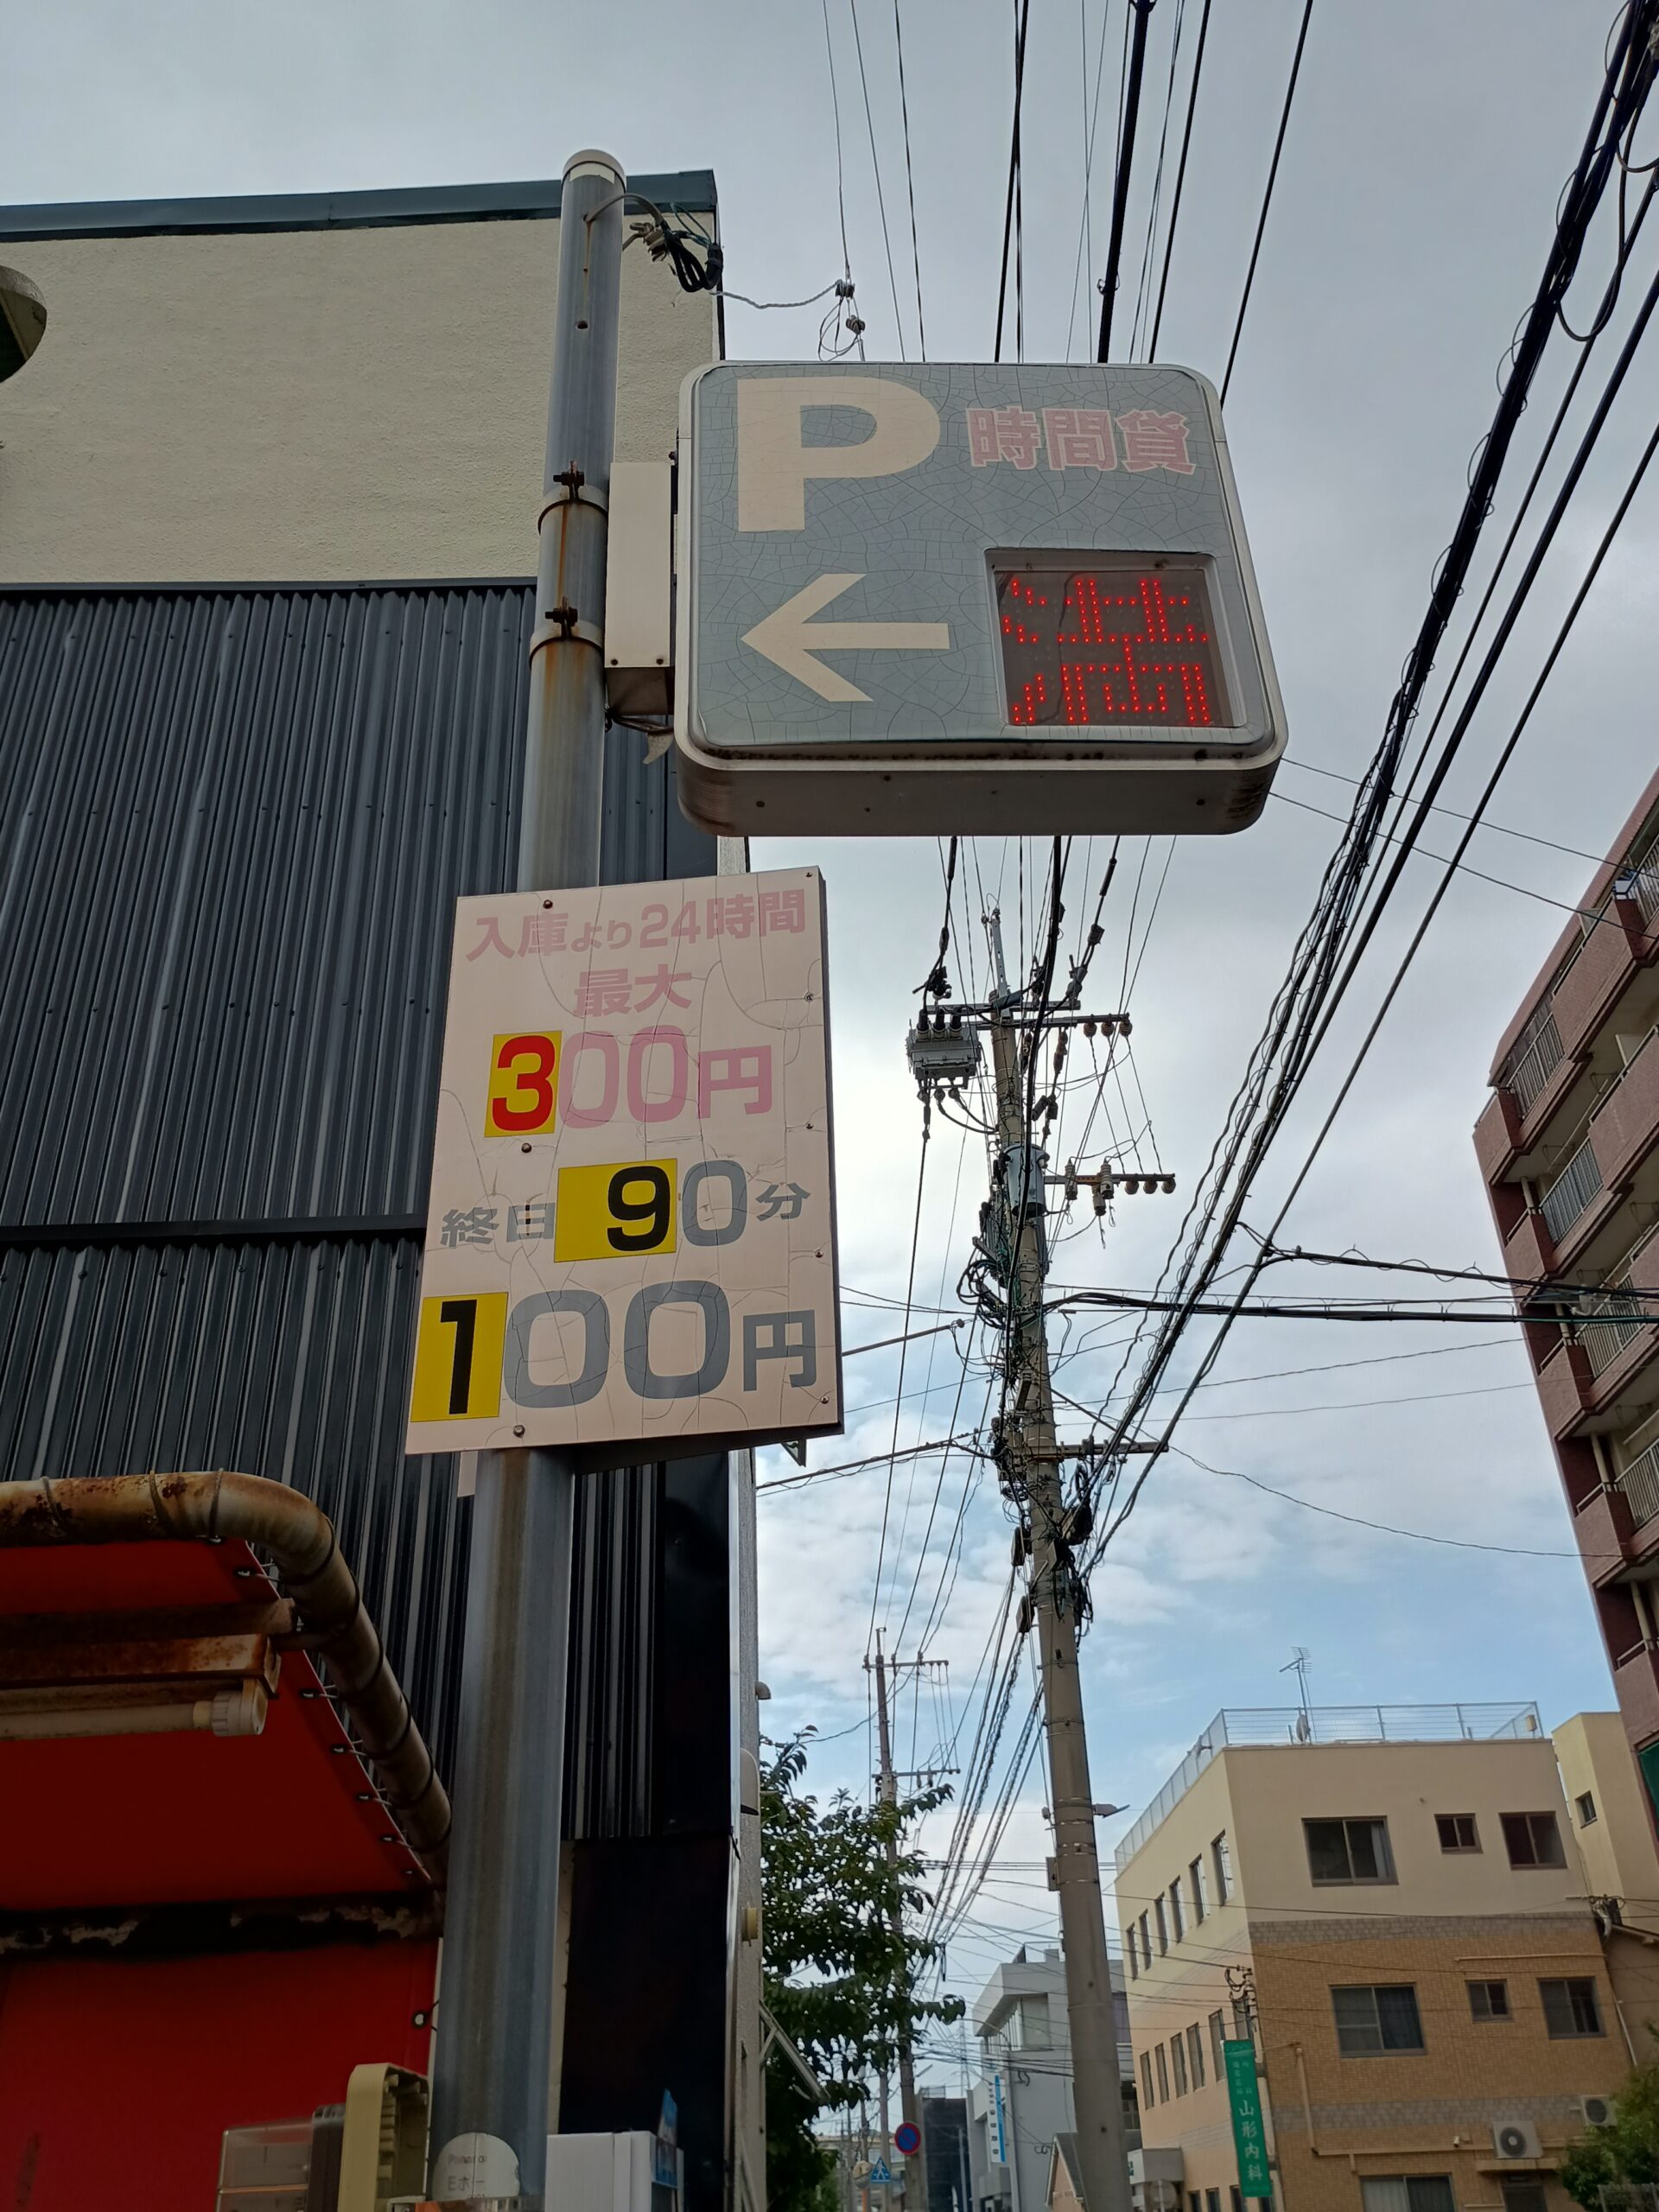 P 時間貸
満
入庫より24時間
最大
300円
終日 90分
100円
山形内科